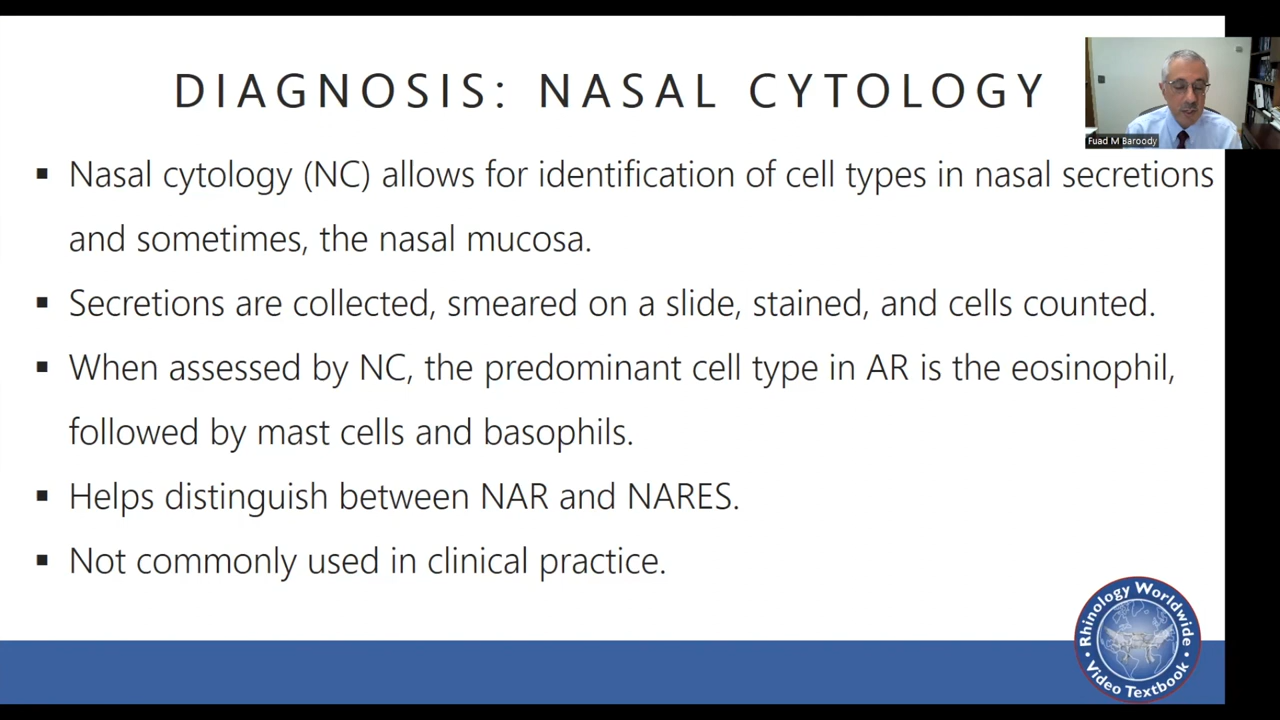 DIAGNOSIS: NASAL CYTOLOGY
Fuad M Baroody
▪ Nasal cytology (NC) allows for identification of cell types in nasal secretions
and sometimes, the nasal mucosa.
▪ Secretions are collected, smeared on a slide, stained, and cells counted.
▪ When assessed by NC, the predominant cell type in AR is the eosinophil,
followed by mast cells and basophils.
▪ Helps distinguish between NAR and NARES.
▪ Not commonly used in clinical practice.
Rhinology Worldwide
• Video Textbook •